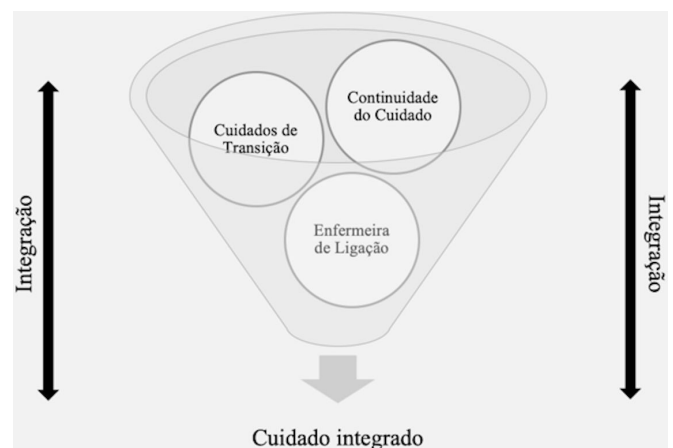 Continuidade
do Cuidado
Cuidados de
Transição
Enfermeira
de Ligação
Integração
Integração
Cuidado integrado